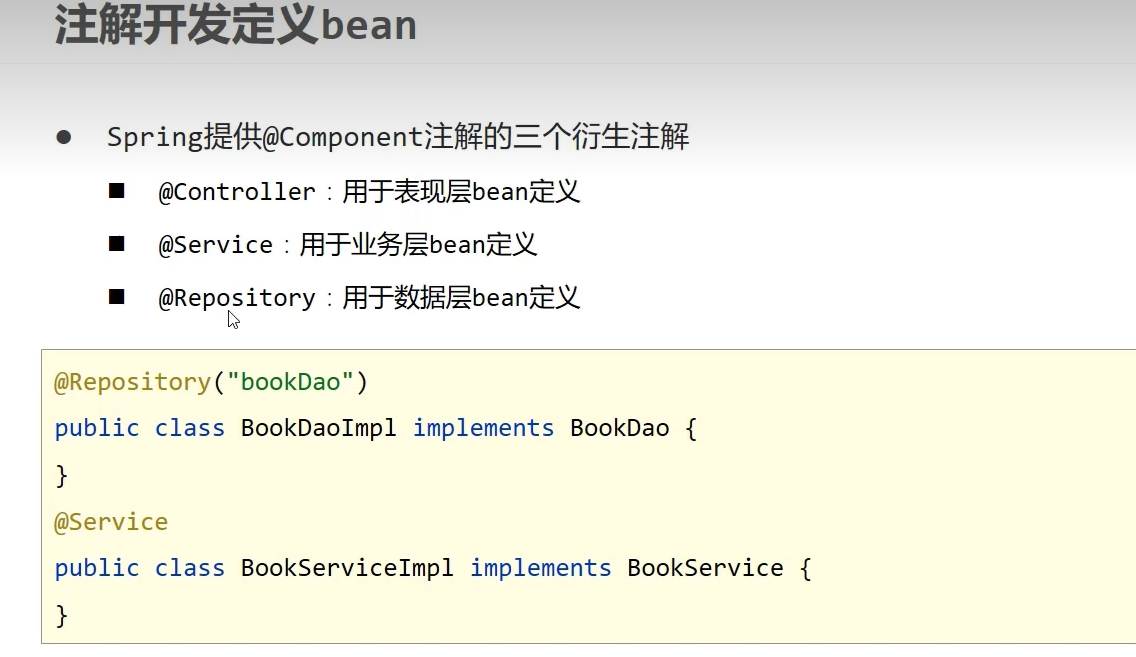 注解开发定义bean
Spring提供@Component注解的三个衍生注解
@Controller：用于表现层bean定义
@Service：用于业务层bean定义
@Repository：用于数据层bean定义
@Repository("bookDao")
public class BookDaoImpl implements BookDao {
}
@Service
public class BookServiceImpl implements BookService {
}